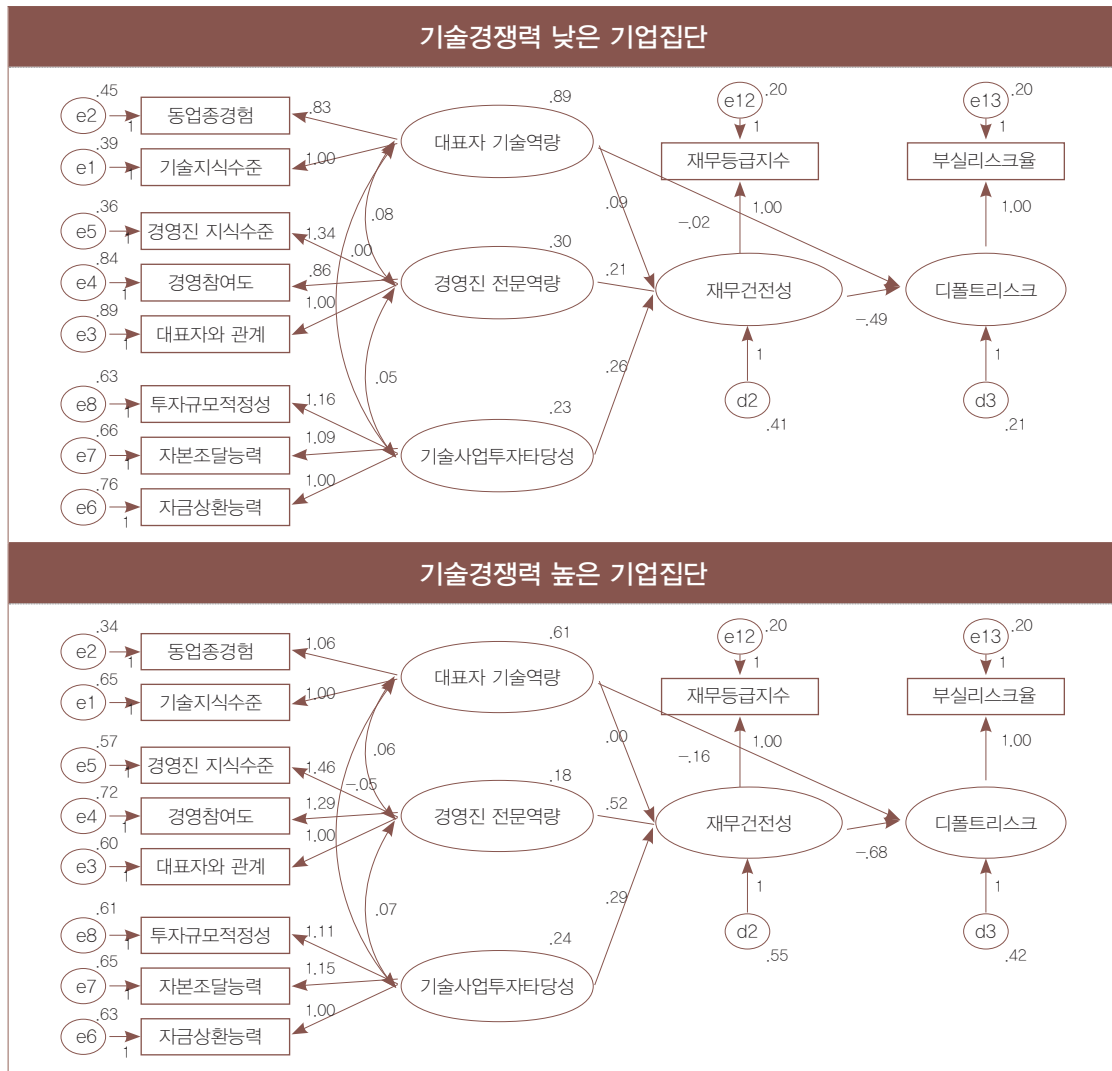 기술경쟁력 낮은 기업집단
.45
e2
1
동업종경험
.83
.39
e1
1
기술지식수준
1.00
.89
대표자 기술역량
.36
e5
1
경영진 지식수준
1.34
.84
e4
1
경영참여도
.86
.89
e3
1
대표자와 관계
1.00
.30
경영진 전문역량
.63
e8
1
투자규모적정성
1.16
.66
e7
1
자본조달능력
1.09
.76
e6
1
자금상환능력
1.00
.23
기술사업투자타당성
.08
.00
.05
.09
-.02
.21
.26
e12
.20
1
재무등급지수
1.00
재무건전성
-.49
1
d2
.41
e13
.20
1
부실리스크율
1.00
디폴트리스크
1
d3
.21
기술경쟁력 높은 기업집단
.34
e2
1
동업종경험
1.06
.65
e1
1
기술지식수준
1.00
.61
대표자 기술역량
.57
e5
1
경영진 지식수준
1.46
.72
e4
1
경영참여도
1.29
.60
e3
1
대표자와 관계
1.00
.18
경영진 전문역량
.61
e8
1
투자규모적정성
1.11
.65
e7
1
자본조달능력
1.15
.63
e6
1
자금상환능력
1.00
.24
기술사업투자타당성
.06
-.05
.07
.00
-.16
.52
.29
e12
.20
1
재무등급지수
1.00
재무건전성
-.68
1
d2
.55
e13
.20
1
부실리스크율
1.00
디폴트리스크
1
d3
.42